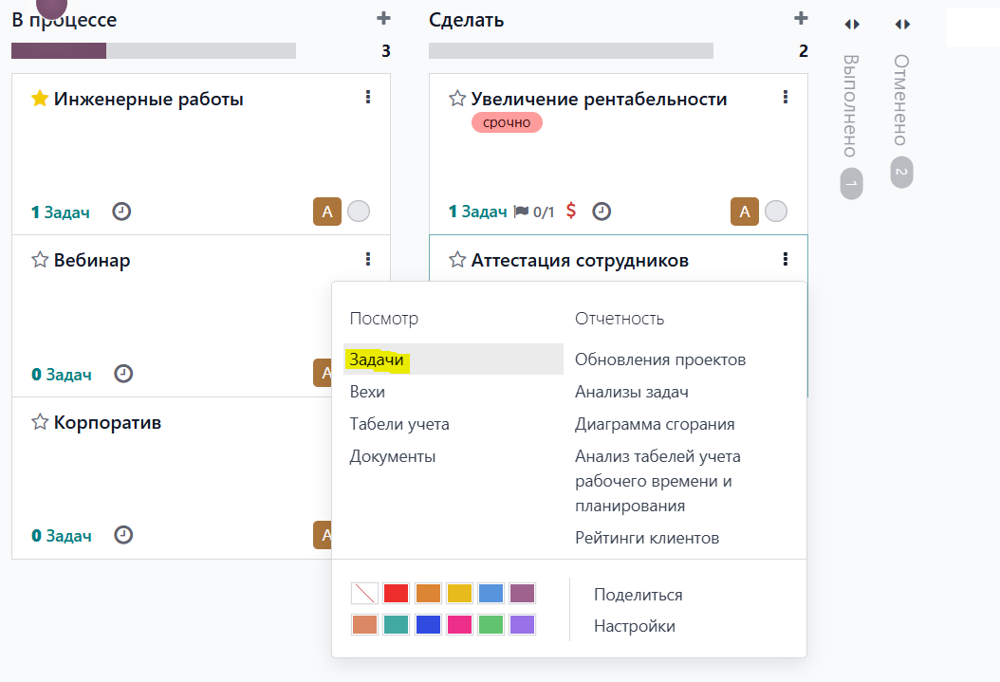 В процессе
3
Инженерные работы
1 Задач
A
Вебинар
0 Задач
A
Корпоратив
0 Задач
A
Сделать
2
Увеличение рентабельности
срочно
1 Задач 0/1 $
A
Аттестация сотрудников
Посмотр
Задачи
Вехи
Табели учета
Документы
Отчетность
Обновления проектов
Анализы задач
Диаграмма сгорания
Анализ табелей учета
рабочего времени и
планирования
Рейтинги клиентов
Поделиться
Настройки
Выполнено 1
Отменено 2